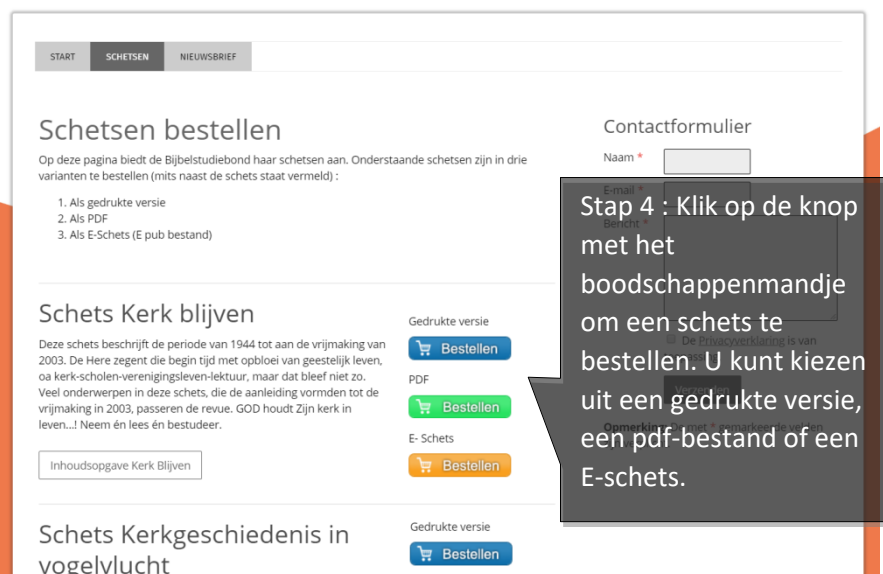 START SCHETSEN NIEUWSBRIEF
Schetsen bestellen
Op deze pagina biedt de Bijbelstudiebond haar schetsen aan. Onderstaande schetsen zijn in drie
varianten te bestellen (mits naast de schets staat vermeld) :
1. Als gedrukte versie
2. Als PDF
3. Als E-Schets (E pub bestand)
Schets Kerk blijven
Deze schets beschrijft de periode van 1944 tot aan de vrijmaking van
2003. De Here zegent die begin tijd met opbloei van geestelijk leven,
oa kerk-scholen-verenigingsleven-lektuur, maar dat bleef niet zo.
Veel onderwerpen in deze schets, die de aanleiding vormden tot de
vrijmaking in 2003, passeren de revue. GOD houdt Zijn kerk in
leven...! Neem én lees én bestudeer.
Inhoudsopgave Kerk Blijven
Gedrukte versie
Bestellen
PDF
Bestellen
E- Schets
Bestellen
Schets Kerkgeschiedenis in
vogelvlucht
Gedrukte versie
Bestellen
Contactformulier
Naam *
E-mail *
Bericht *
De Privacyverklaring is van
Verzenden
Opmerking: De met * gemarkeerde velden
Stap 4 : Klik op de knop
met het
boodschappenmandje
om een schets te
bestellen. U kunt kiezen
uit een gedrukte versie,
een pdf-bestand of een
E-schets.